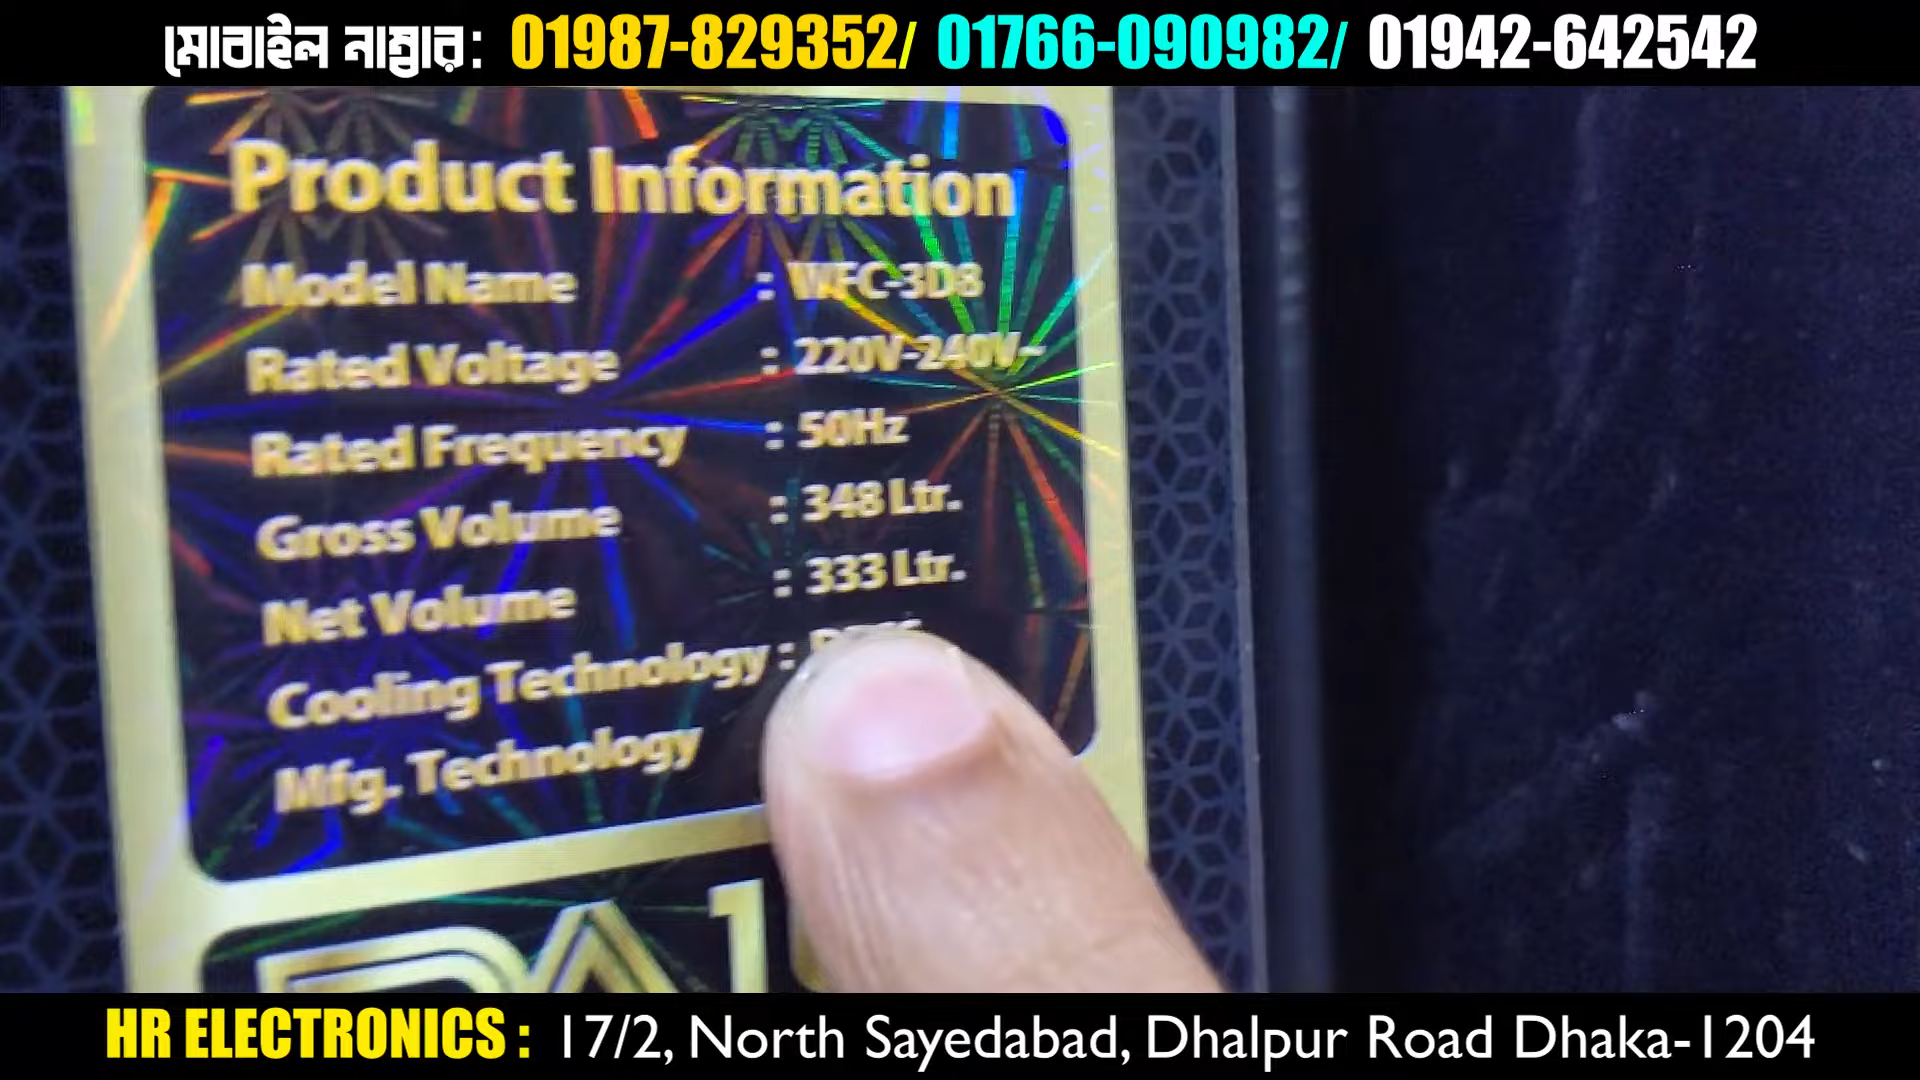 মোবাইল নাম্বার: 01987-829352/ 01766-090982/ 01942-642542
Product Information
Model Name : WFC-3D8
Rated Voltage : 220V-240V~
Rated Frequency : 50Hz
Gross Volume : 348 Ltr.
Net Volume : 333 Ltr.
Cooling Technology :
Mfg. Technology
HR ELECTRONICS : 17/2, North Sayedabad, Dhalpur Road Dhaka-1204